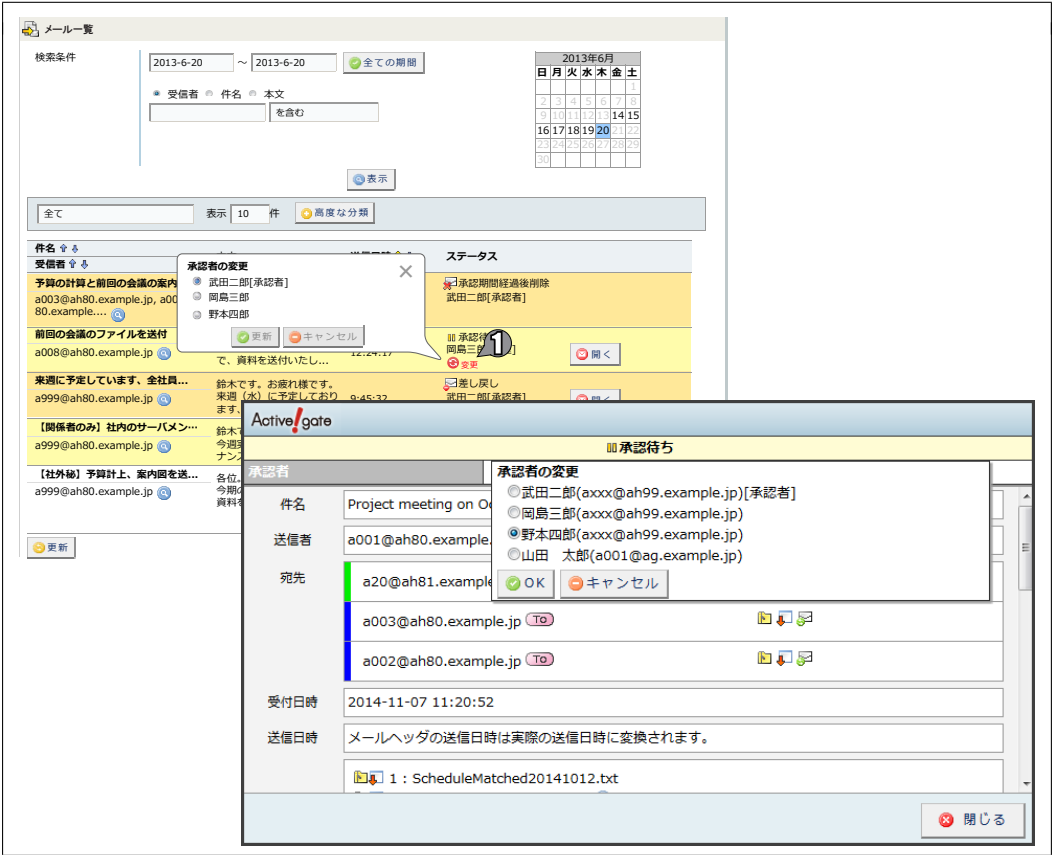 メール一覧
検索条件
2013-6-20 ～ 2013-6-20 全ての期間
受信者 件名 本文
を含む
表示
2013年6月
日 月 火 水 木 金 土
1
2 3 4 5 6 7 8
9 10 11 12 13 14 15
16 17 18 19 20 21 22
23 24 25 26 27 28 29
30
全て 表示 10 件 高度な分類
件名
受信者
ステータス
承認者の変更
武田二郎[承認者]
岡島三郎
野本四郎
更新 キャンセル
予算の計算と前回の会議の案内
a003@ah80.example.jp, a00
80.example....
承認期間経過後削除
武田二郎[承認者]
前回の会議のファイルを送付
a008@ah80.example.jp
で、資料を送付いたし...
12:24:17
承認待
岡島三
変更
1
開く
来週に予定しています、全社員...
a999@ah80.example.jp
鈴木です。お疲れ様です。
来週（水）に予定しており
ます、
9:45:32
差し戻し
武田二郎[承認者]
開く
【関係者のみ】社内のサーバメン...
a999@ah80.example.jp
鈴木
今週
ナン
【社外秘】予算計上、案内図を送...
a999@ah80.example.jp
各位。
今期の
資料を
更新
Active!gate
承認待ち
承認者
承認者の変更
武田二郎(axxx@ah99.example.jp)[承認者]
岡島三郎(axxx@ah99.example.jp)
野本四郎(axxx@ah99.example.jp)
山田　太郎(a001@ag.example.jp)
OK キャンセル
件名 Project meeting on Oc
送信者 a001@ah80.example.
宛先 a20@ah81.example
a003@ah80.example.jp TO
a002@ah80.example.jp TO
受付日時 2014-11-07 11:20:52
送信日時 メールヘッダの送信日時は実際の送信日時に変換されます。
1 : ScheduleMatched20141012.txt
閉じる